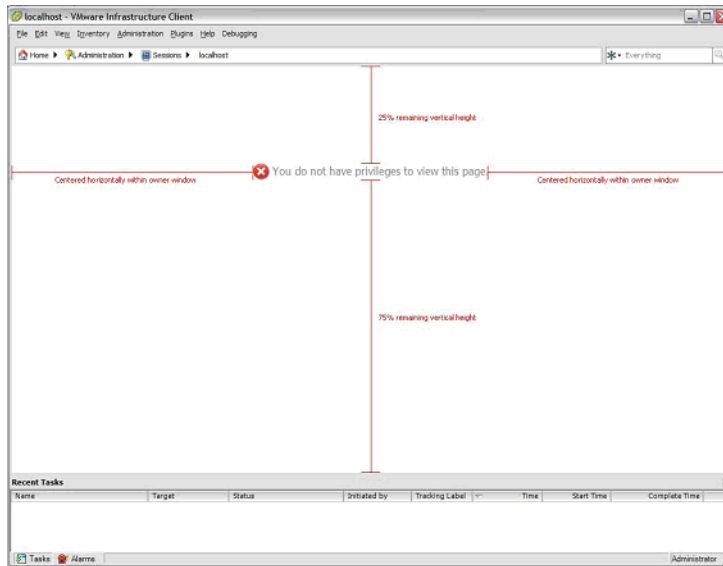 localhost - VMware Infrastructure Client
File Edit View Inventory Administration Plugins Help Debugging
Home Administration Sessions localhost Everything
25% remaining vertical height
You do not have privileges to view this page.
Centered horizontally within owner window Centered horizontally within owner window
75% remaining vertical height
Recent Tasks
Name Target Status Initiated by Tracking Label Time Start Time Complete Time
Tasks Alarms Administrator